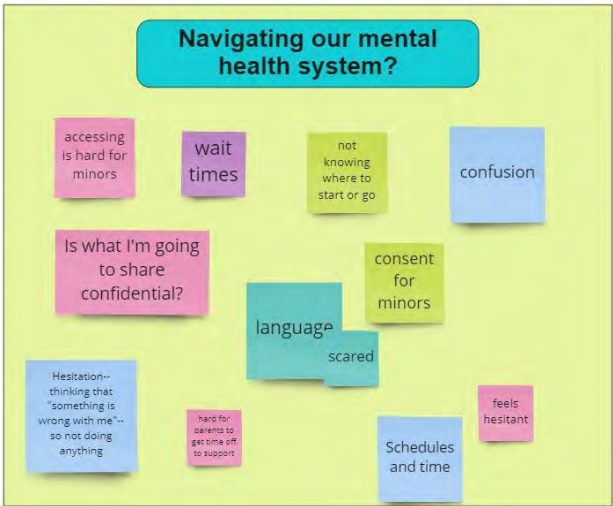 Navigating our mental
health system?
accessing
is hard for
minors
wait
times
not
knowing
where to
start or go
confusion
Is what I'm going
to share
confidential?
consent
for
minors
language
scared
Hesitation--
thinking that
"something is
wrong with me"--
so not doing
anything
hard for
parents to
get time off
to support
Schedules
and time
feels
hesitant